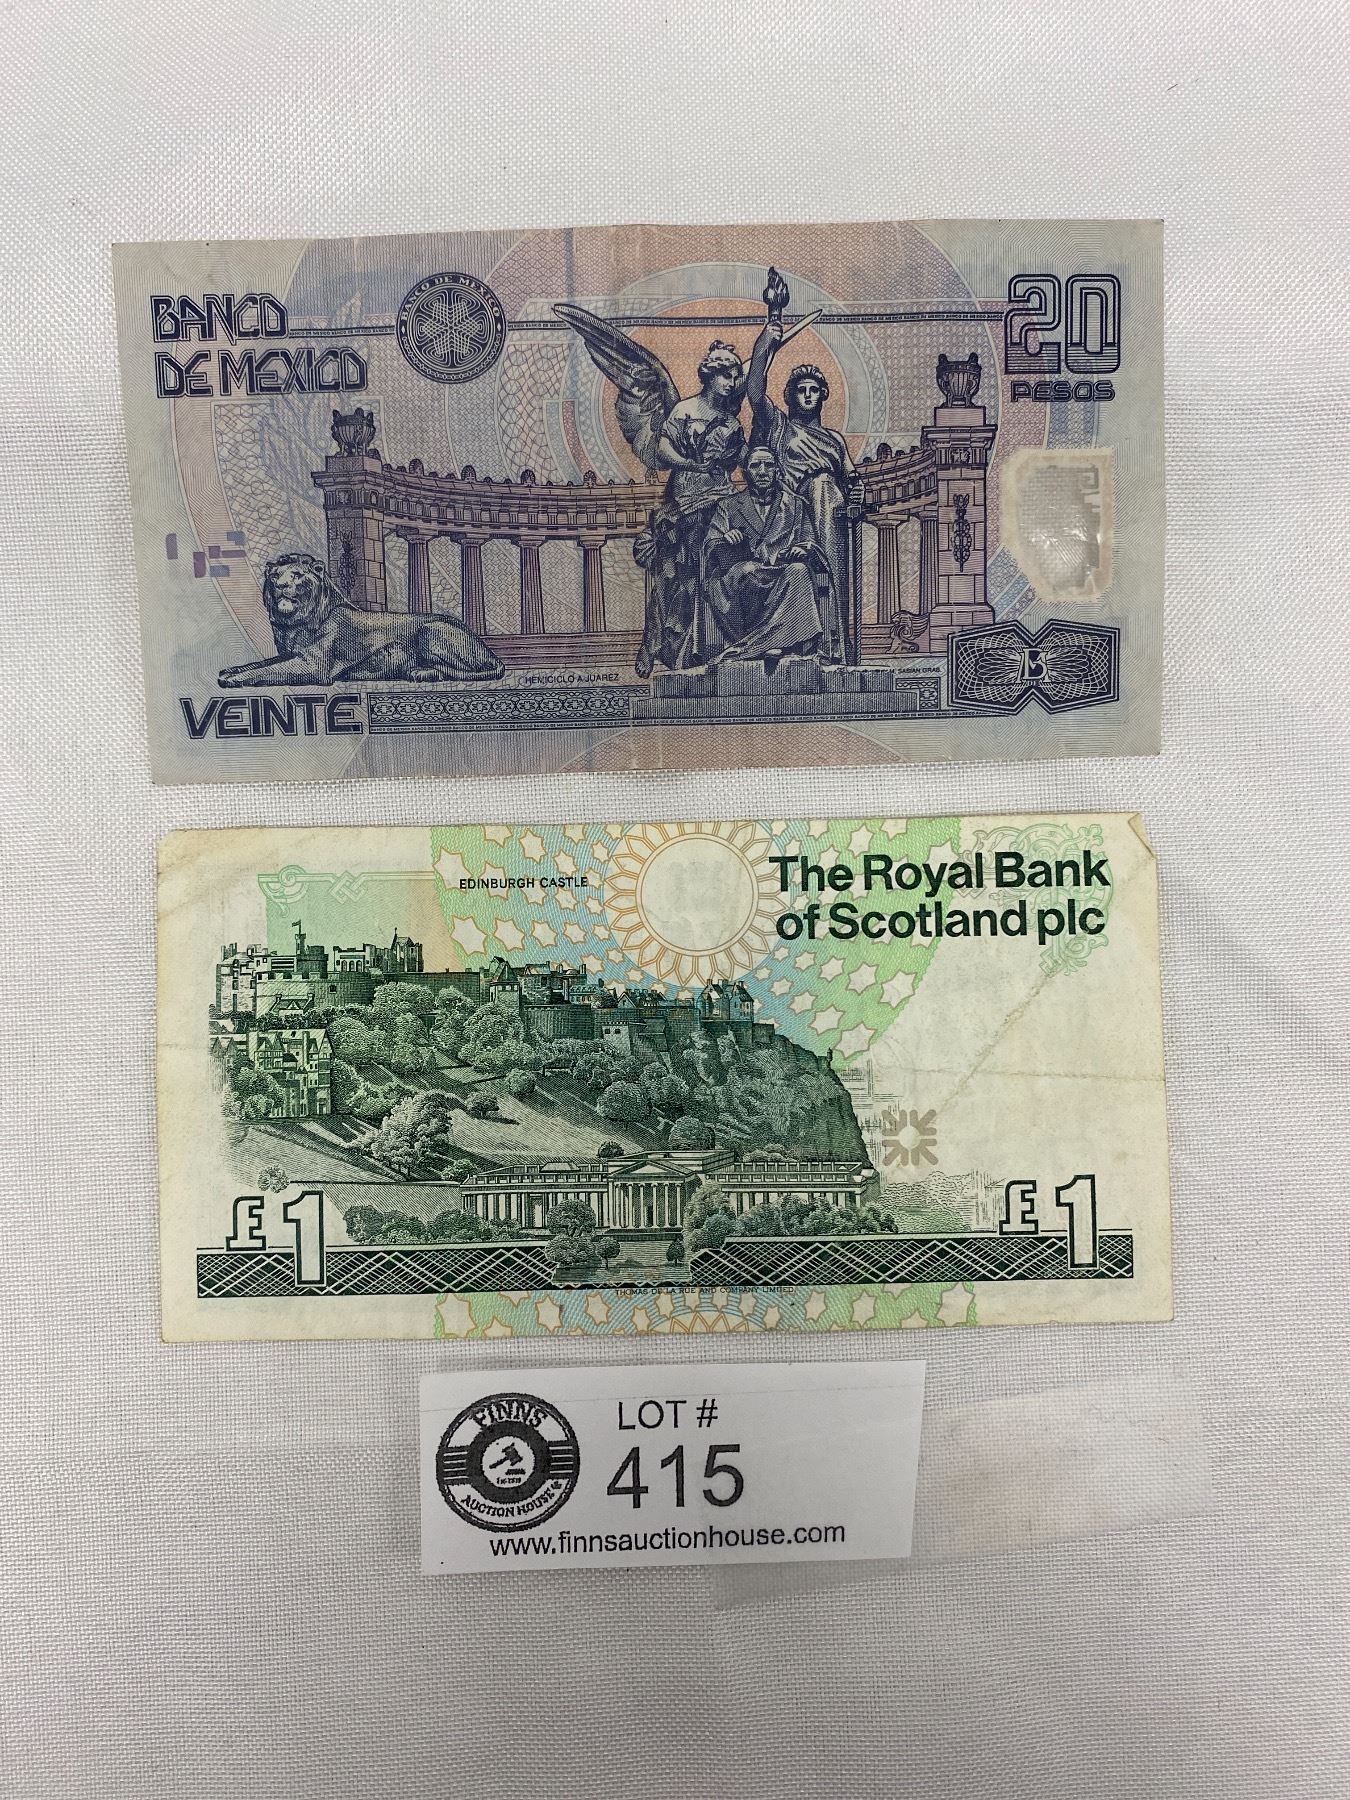 BANCO
DE MEXICO
BANCO DE MEXICO
20
PESOS
HEMICICLO A JUAREZ
VEINTE
EDINBURGH CASTLE
The Royal Bank
of Scotland plc
£1
£1
THOMAS DE LA RUE AND COMPANY LIMITED
FINNS
AUCTION HOUSE
LOT #
415
www.finnsauctionhouse.com